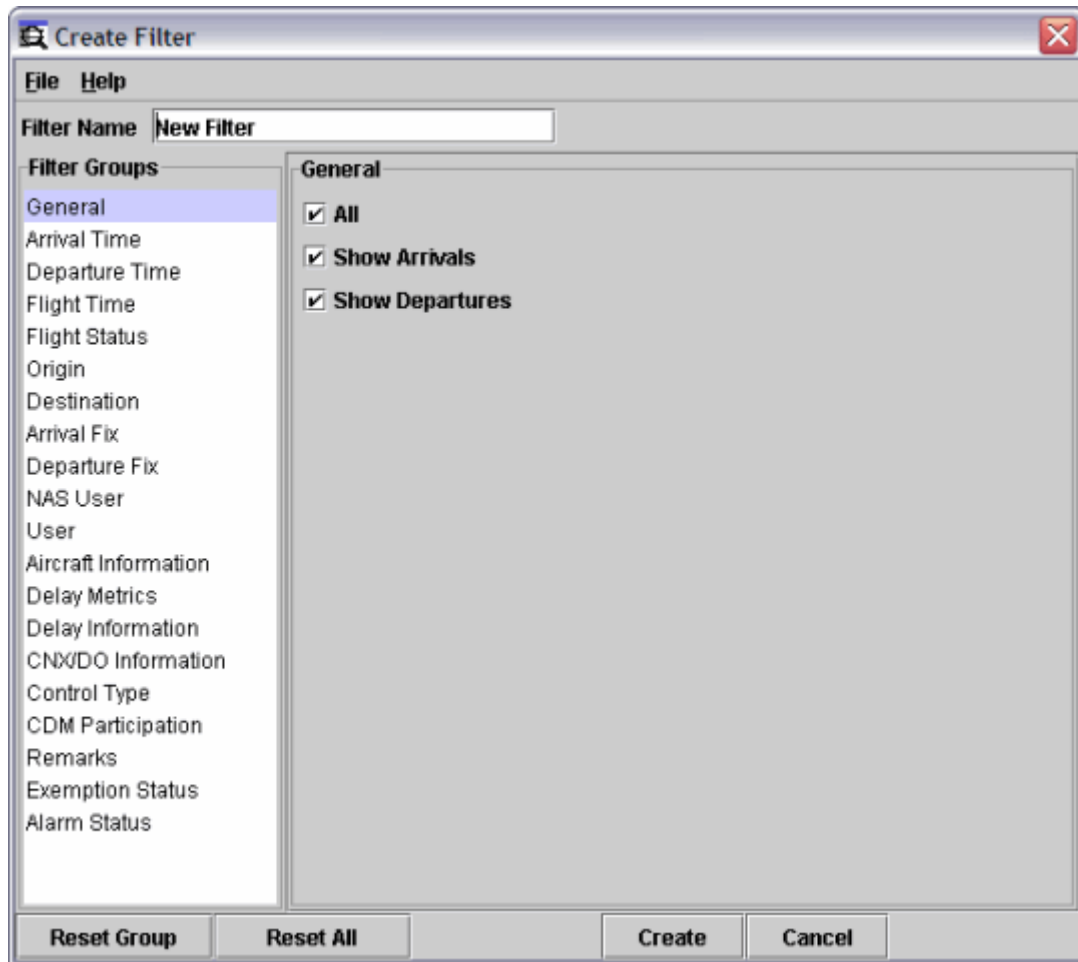 Create Filter
File Help
Filter Name New Filter
Filter Groups
General
Arrival Time
Departure Time
Flight Time
Flight Status
Origin
Destination
Arrival Fix
Departure Fix
NAS User
User
Aircraft Information
Delay Metrics
Delay Information
CNX/DO Information
Control Type
CDM Participation
Remarks
Exemption Status
Alarm Status
General
All
Show Arrivals
Show Departures
Reset Group Reset All Create Cancel